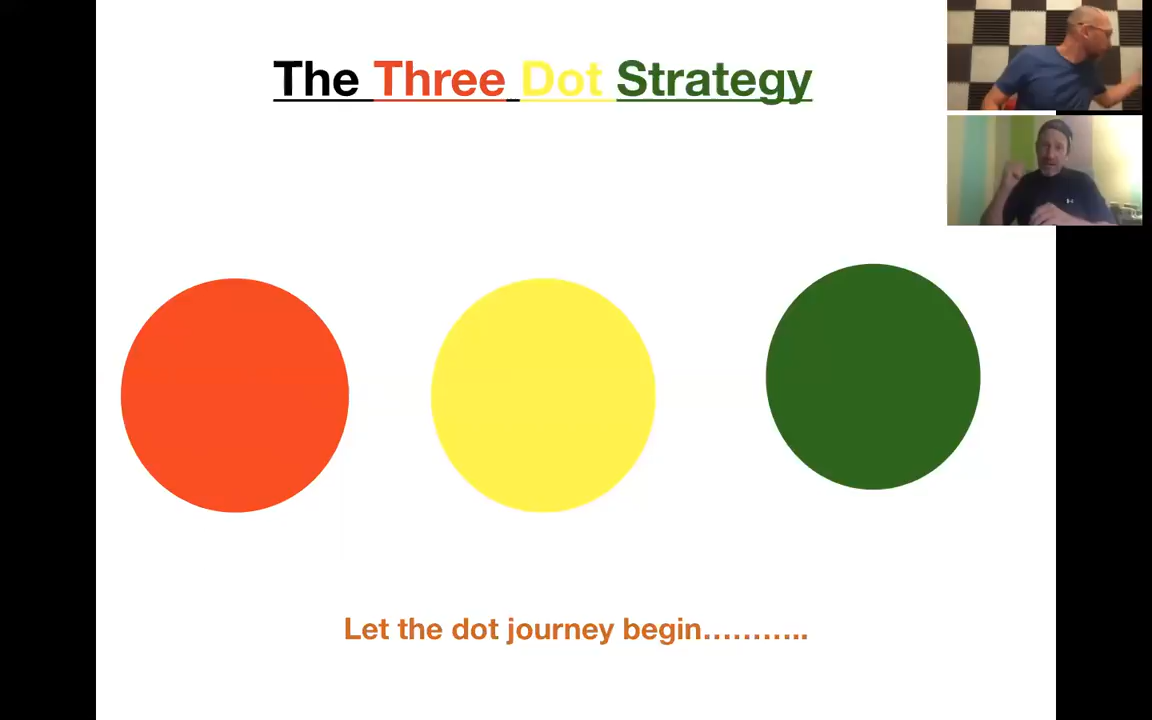 The Three Dot Strategy
Let the dot journey begin………..